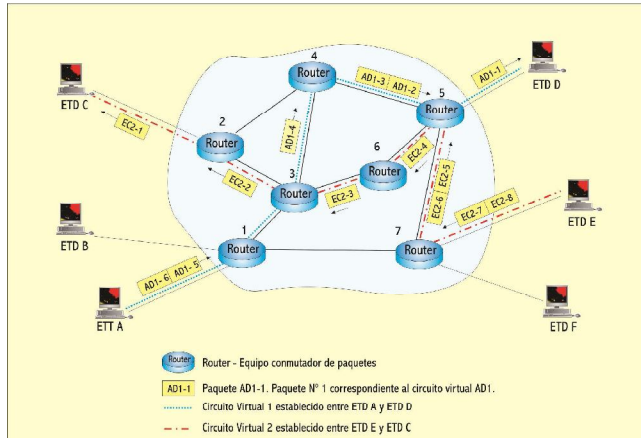 4
Router
AD1-3
AD1-2
5
Router
AD1-1
ETD D
ETD C
EC2-1
2
Router
EC2-2
AD1-4
3
Router
EC2-3
6
Router
EC2-4
EC2-6
EC2-5
EC2-7
EC2-8
ETD E
ETD B
1
Router
7
Router
AD1- 6
AD1- 5
ETT A
ETD F
Router
Router - Equipo conmutador de paquetes
AD1-1
Paquete AD1-1. Paquete N° 1 correspondiente al circuito virtual AD1.
Circuito Virtual 1 establecido entre ETD A y ETD D
Circuito Virtual 2 establecido entre ETD E y ETD C